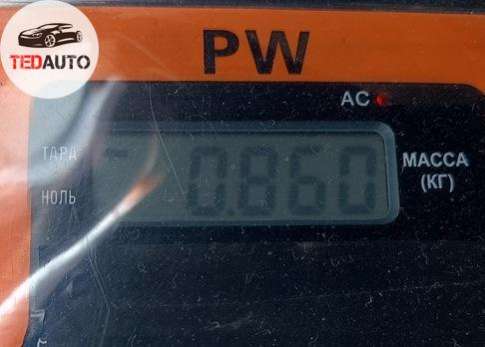 TEDAUTO
PW
AC
ТАРА
НОЛЬ
0.860
МАССА
(КГ)